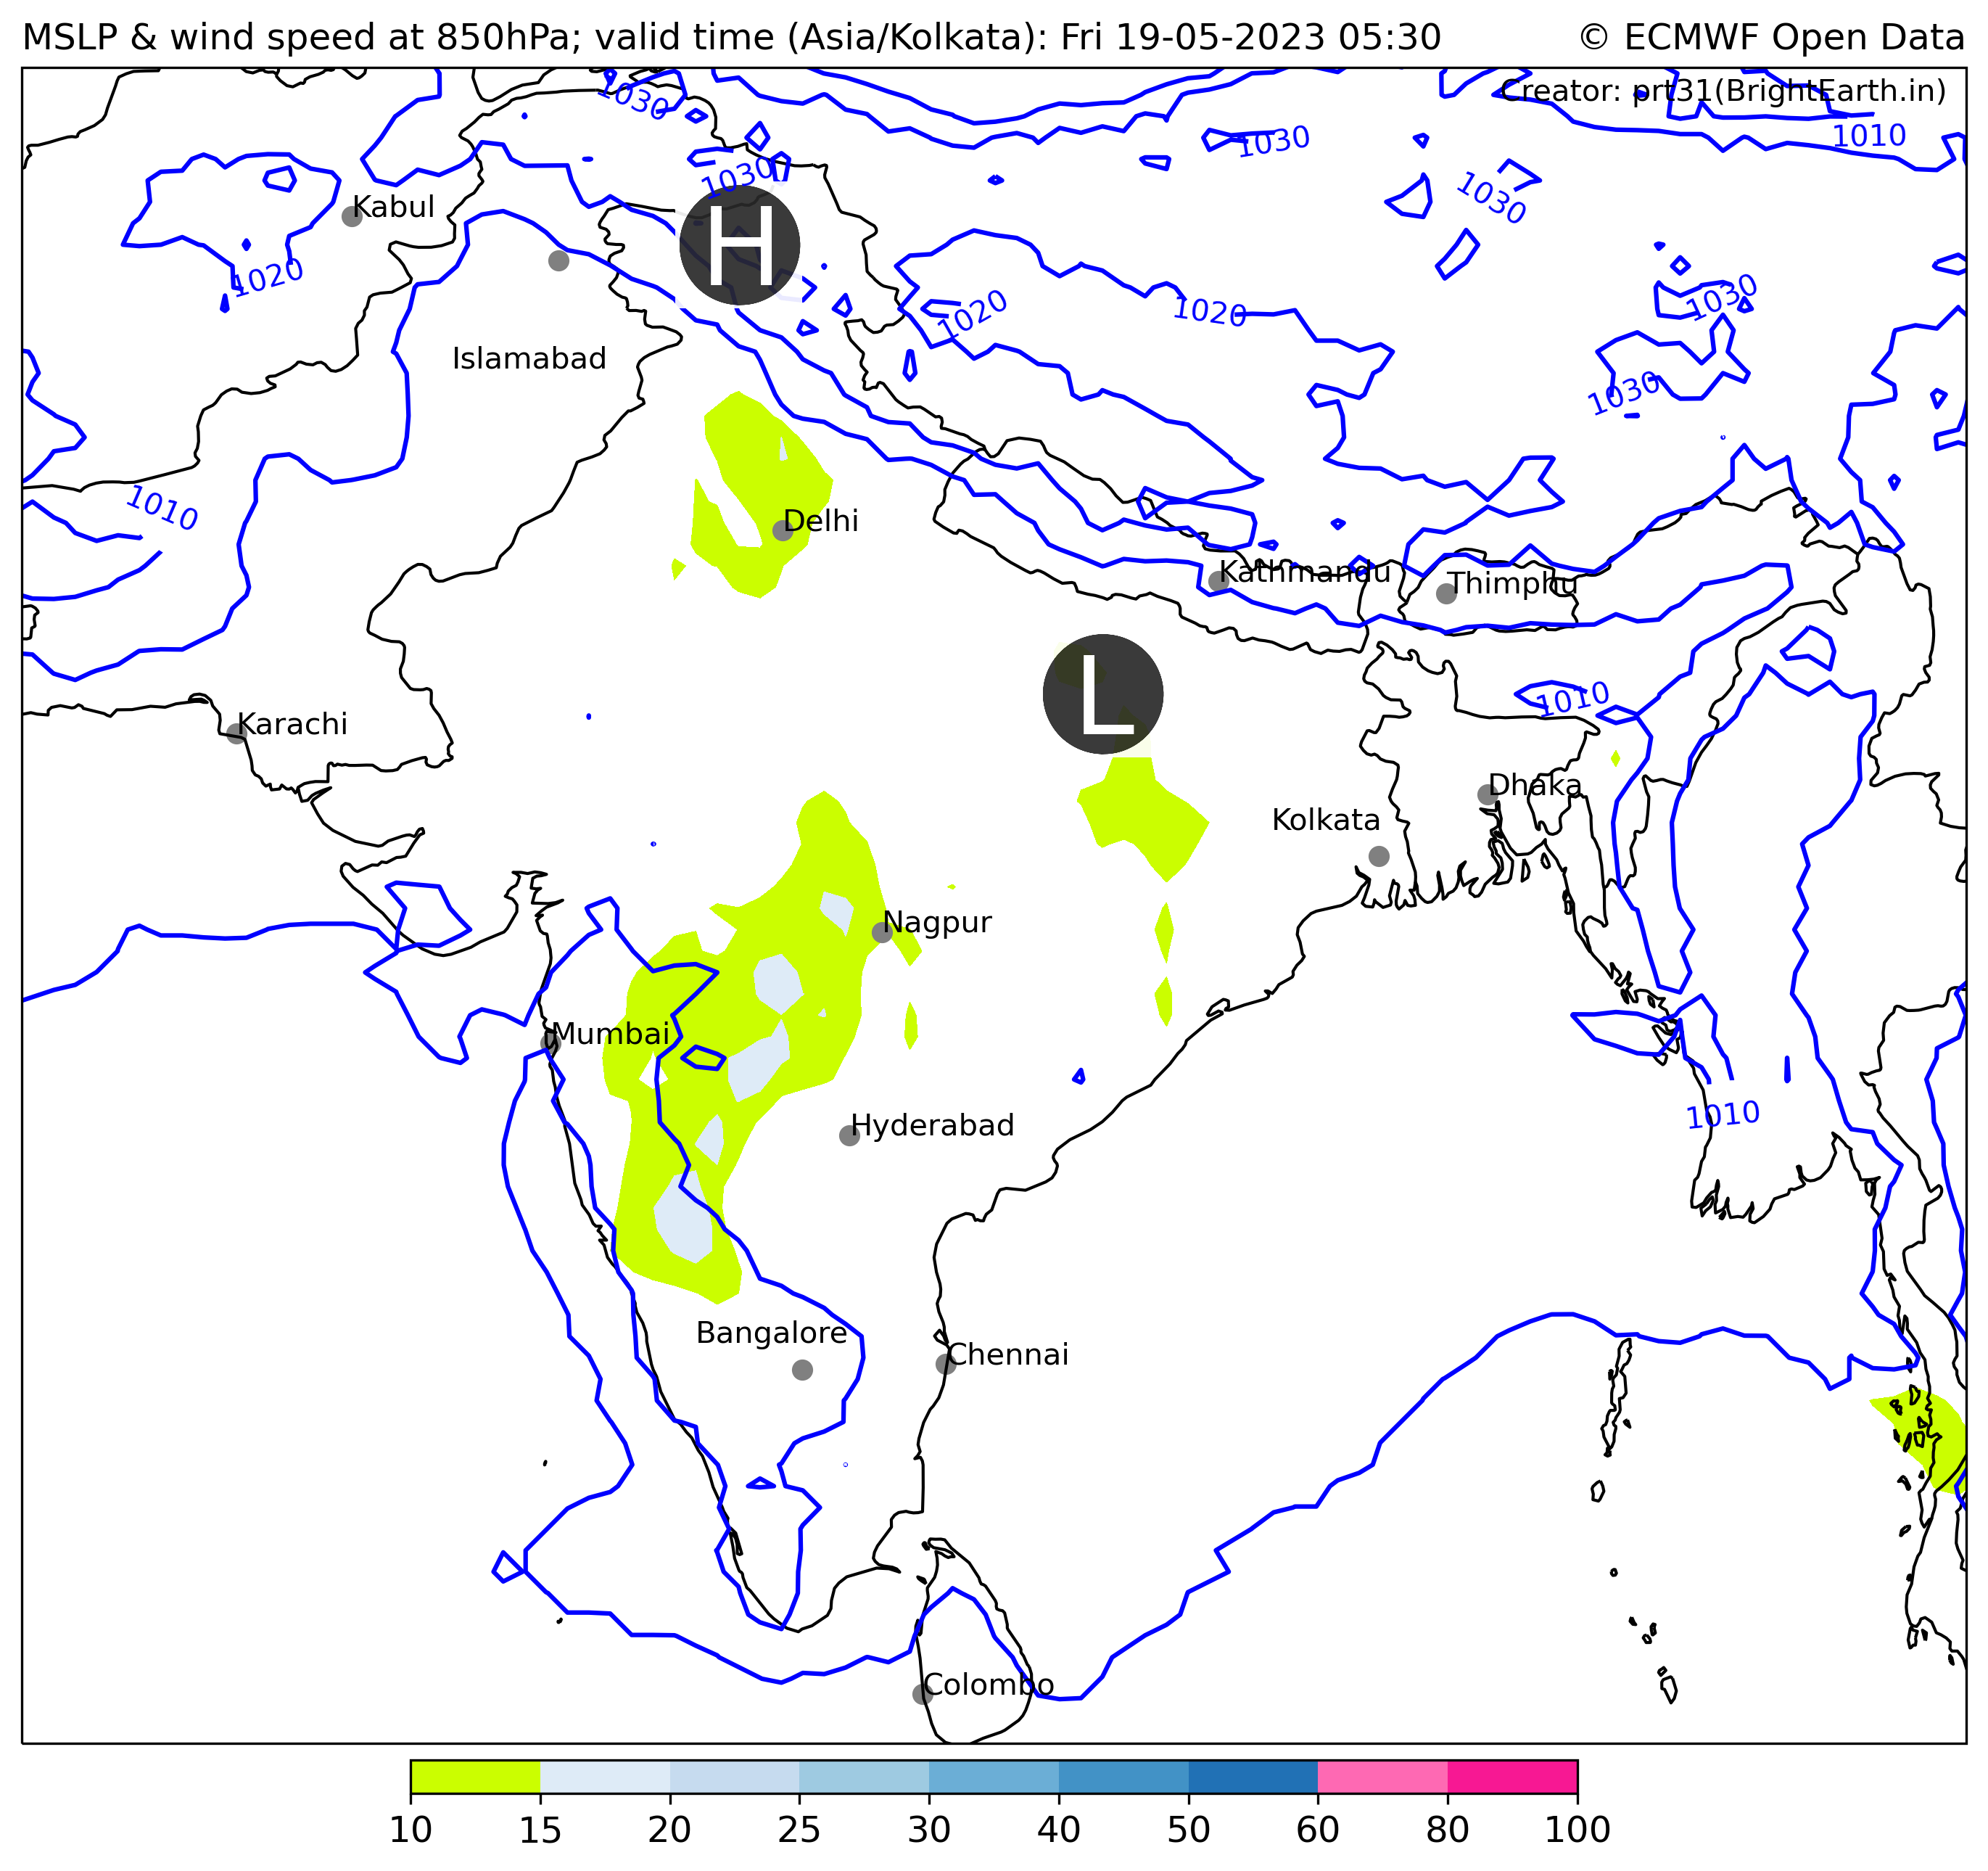 MSLP & wind speed at 850hPa; valid time (Asia/Kolkata): Fri 19-05-2023 05:30
© ECMWF Open Data
Creator: prt31(BrightEarth.in)
1030
1010
1030
1030
1030
Kabul
H
1020
1030
1020
1020
Islamabad
1030
1010
Delhi
Kathmandu
Thimphu
L
1010
Karachi
Dhaka
Kolkata
Nagpur
Mumbai
1010
Hyderabad
Bangalore
Chennai
Colombo
10 15 20 25 30 40 50 60 80 100